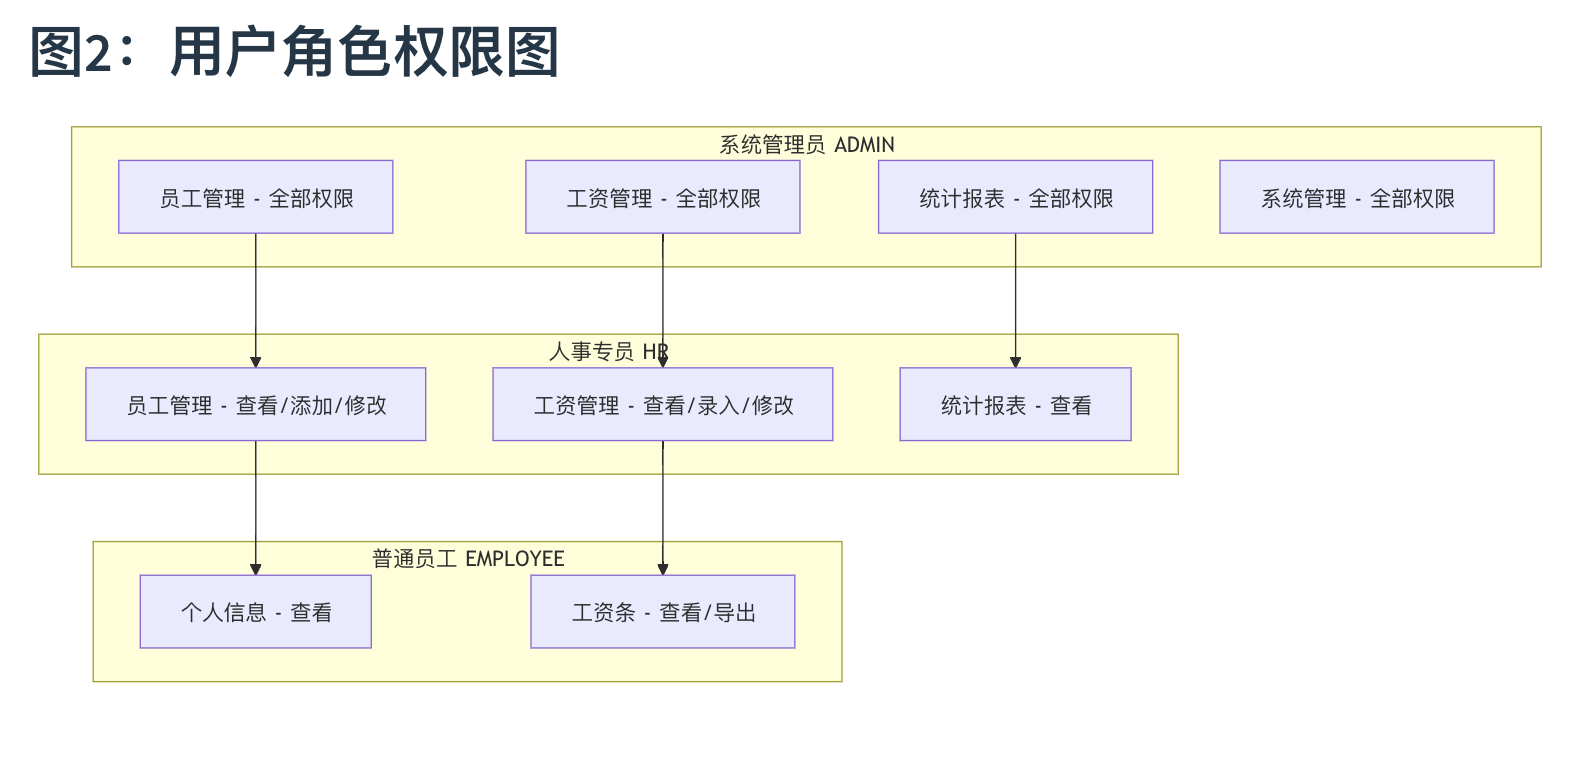 图2：用户角色权限图
系统管理员 ADMIN
员工管理 - 全部权限
工资管理 - 全部权限
统计报表 - 全部权限
系统管理 - 全部权限
人事专员 HR
员工管理 - 查看/添加/修改
工资管理 - 查看/录入/修改
统计报表 - 查看
普通员工 EMPLOYEE
个人信息 - 查看
工资条 - 查看/导出